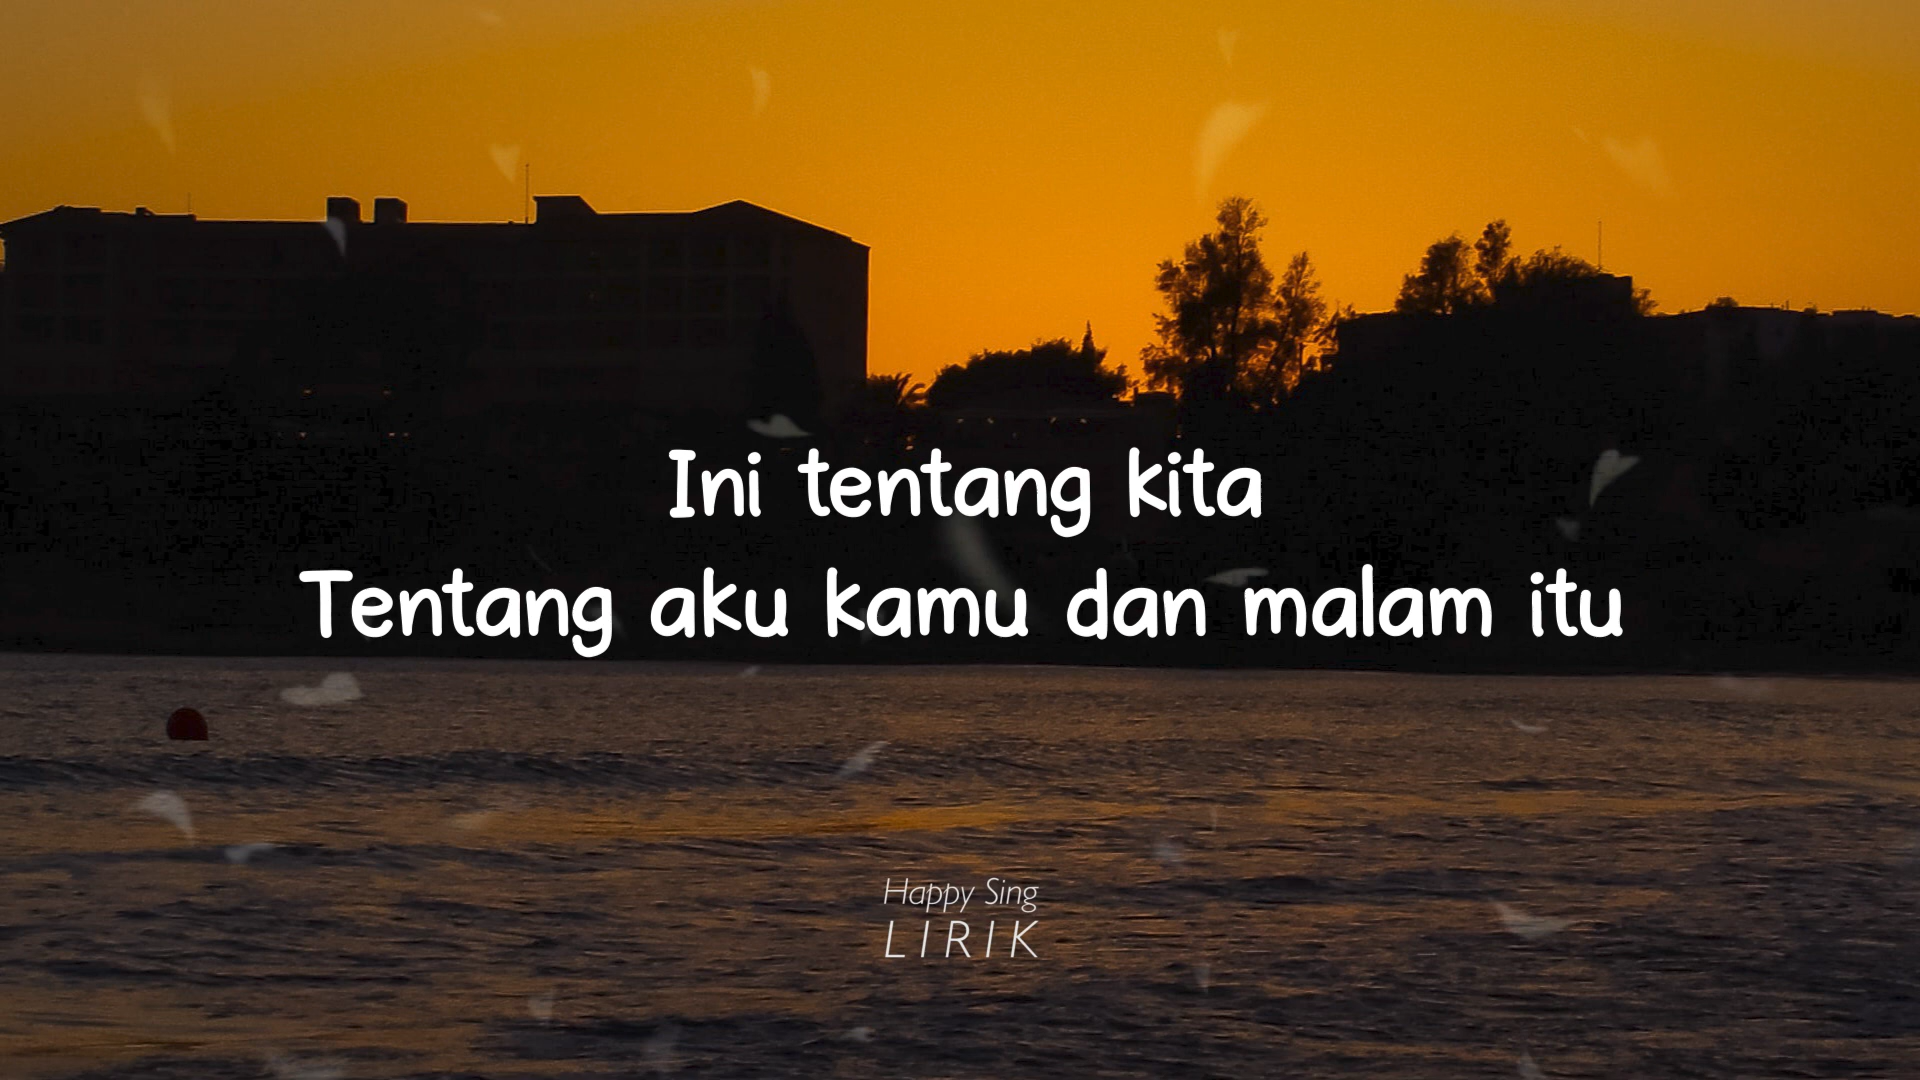 Ini tentang kita
Tentang aku kamu dan malam itu
Happy Sing
LIRIK